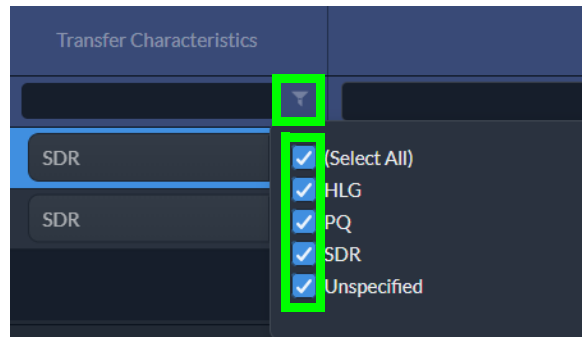 Transfer Characteristics
SDR
(Select All)
HLG
SDR
PQ
SDR
Unspecified